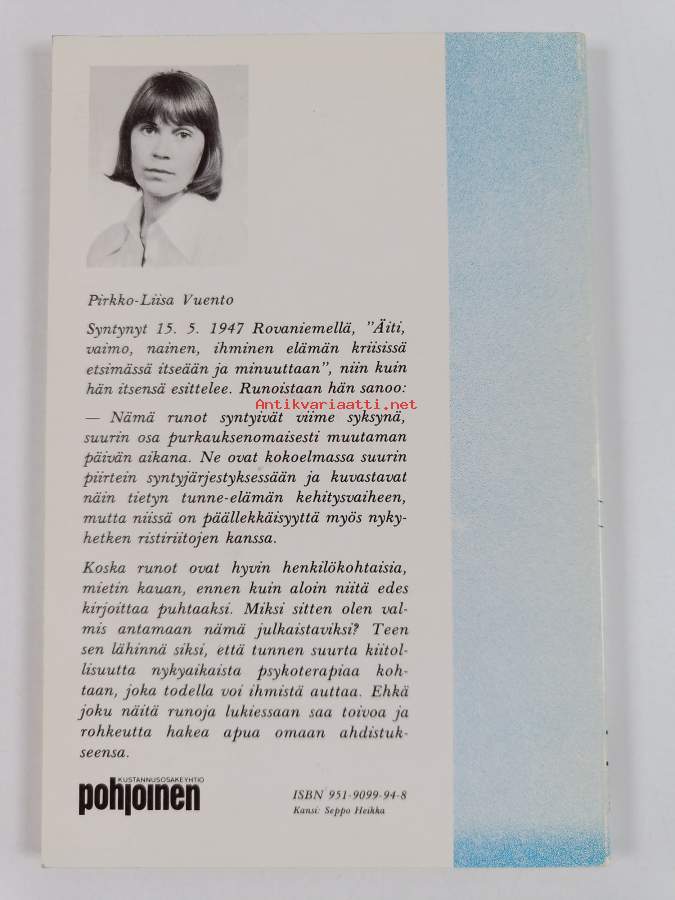 Pirkko-Liisa Vuento
Syntynyt 15. 5. 1947 Rovaniemellä, "Äiti,
vaimo, nainen, ihminen elämän kriisissä
etsimässä itseään ja minuuttaan", niin kuin
hän itsensä esittelee. Runoistaan hän sanoo:
Antikvariaatti.net
— Nämä runot syntyivät viime syksynä,
suurin osa purkauksenomaisesti muutaman
päivän aikana. Ne ovat kokoelmassa suurin
piirtein syntyjärjestyksessään ja kuvastavat
näin tietyn tunne-elämän kehitysvaiheen,
mutta niissä on päällekkäisyyttä myös nyky-
hetken ristiriitojen kanssa.
Koska runot ovat hyvin henkilökohtaisia,
mietin kauan, ennen kuin aloin niitä edes
kirjoittaa puhtaaksi. Miksi sitten olen val-
mis antamaan nämä julkaistaviksi? Teen
sen lähinnä siksi, että tunnen suurta kiitol-
lisuutta nykyaikaista psykoterapiaa koh-
taan, joka todella voi ihmistä auttaa. Ehkä
joku näitä runoja lukiessaan saa toivoa ja
rohkeutta hakea apua omaan ahdistuk-
seensa.
KUSTANNUSOSAKEYHTIÖ
pohjoinen
ISBN 951-9099-94-8
Kansi: Seppo Heikka